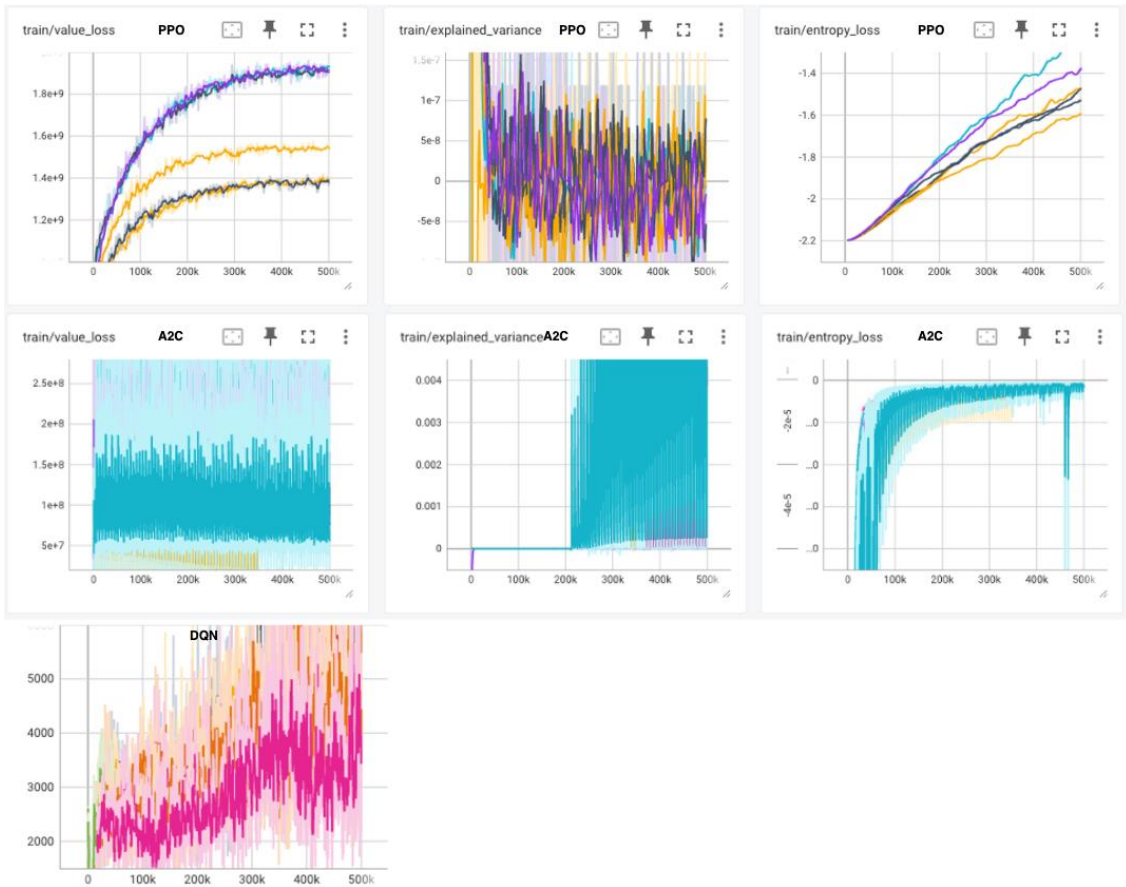 train/value_loss PPO
1.8e+9
1.6e+9
1.4e+9
1.2e+9
0 100k 200k 300k 400k 500k
train/explained_variance PPO
1.5e-7
1e-7
5e-8
0
-5e-8
0 100k 200k 300k 400k 500k
train/entropy_loss PPO
-1.4
-1.6
-1.8
-2
-2.2
0 100k 200k 300k 400k 500k
train/value_loss A2C
2.5e+8
2e+8
1.5e+8
1e+8
5e+7
0 100k 200k 300k 400k 500k
train/explained_variance A2C
0.004
0.003
0.002
0.001
0
0 100k 200k 300k 400k 500k
train/entropy_loss A2C
0
-2e-5 ..0
..0
-4e-5 ..0
..0
0 100k 200k 300k 400k 500k
DQN
5000
4000
3000
2000
0 100k 200k 300k 400k 500k